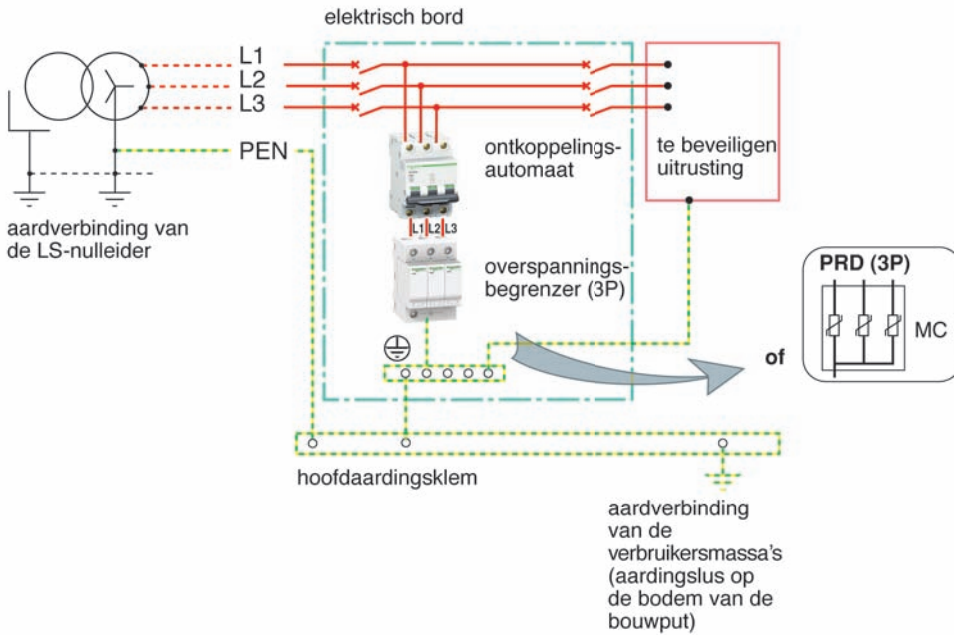 elektrisch bord
L1
L2
L3
PEN
ontkoppelings-
automaat
te beveiligen
uitrusting
aardverbinding van
de LS-nulleider
L1 L2 L3
overspannings-
begrenzer (3P)
PRD (3P)
MC
of
hoofdaardingsklem
aardverbinding
van de
verbruikersmassa's
(aardingslus op
de bodem van de
bouwput)